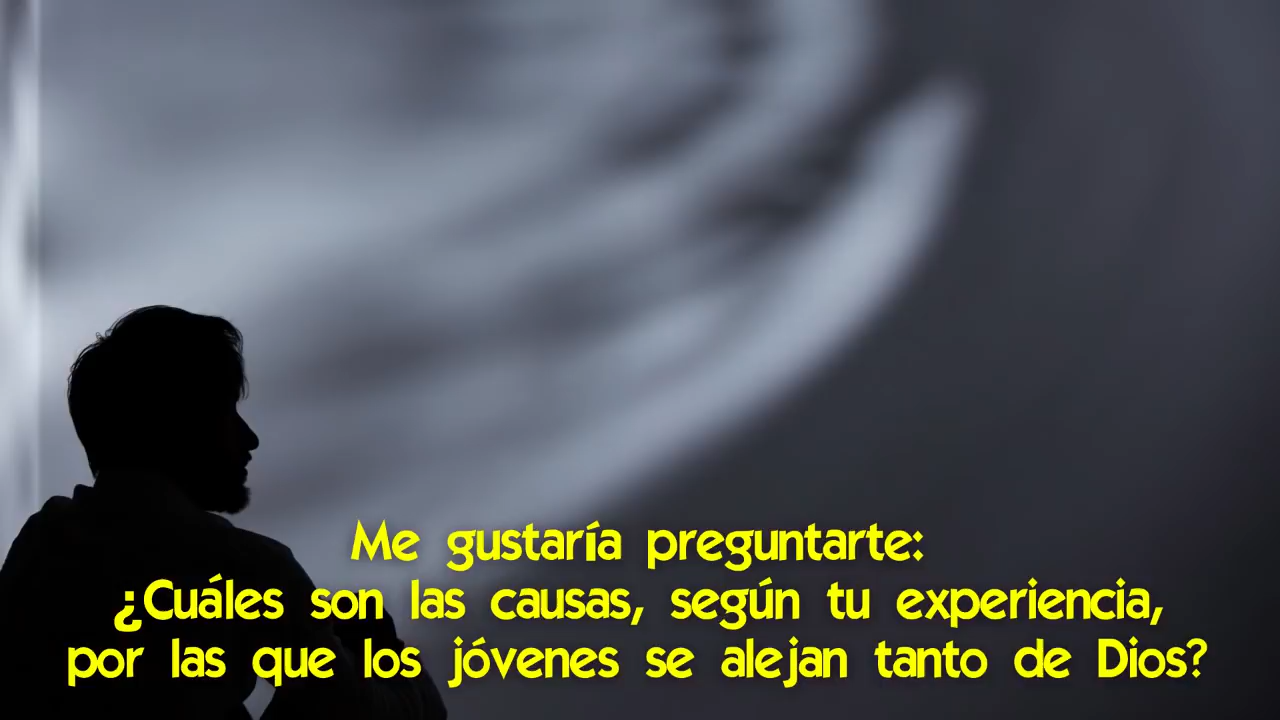 Me gustaría preguntarte:
¿Cuáles son las causas, según tu experiencia,
por las que los jóvenes se alejan tanto de Dios?